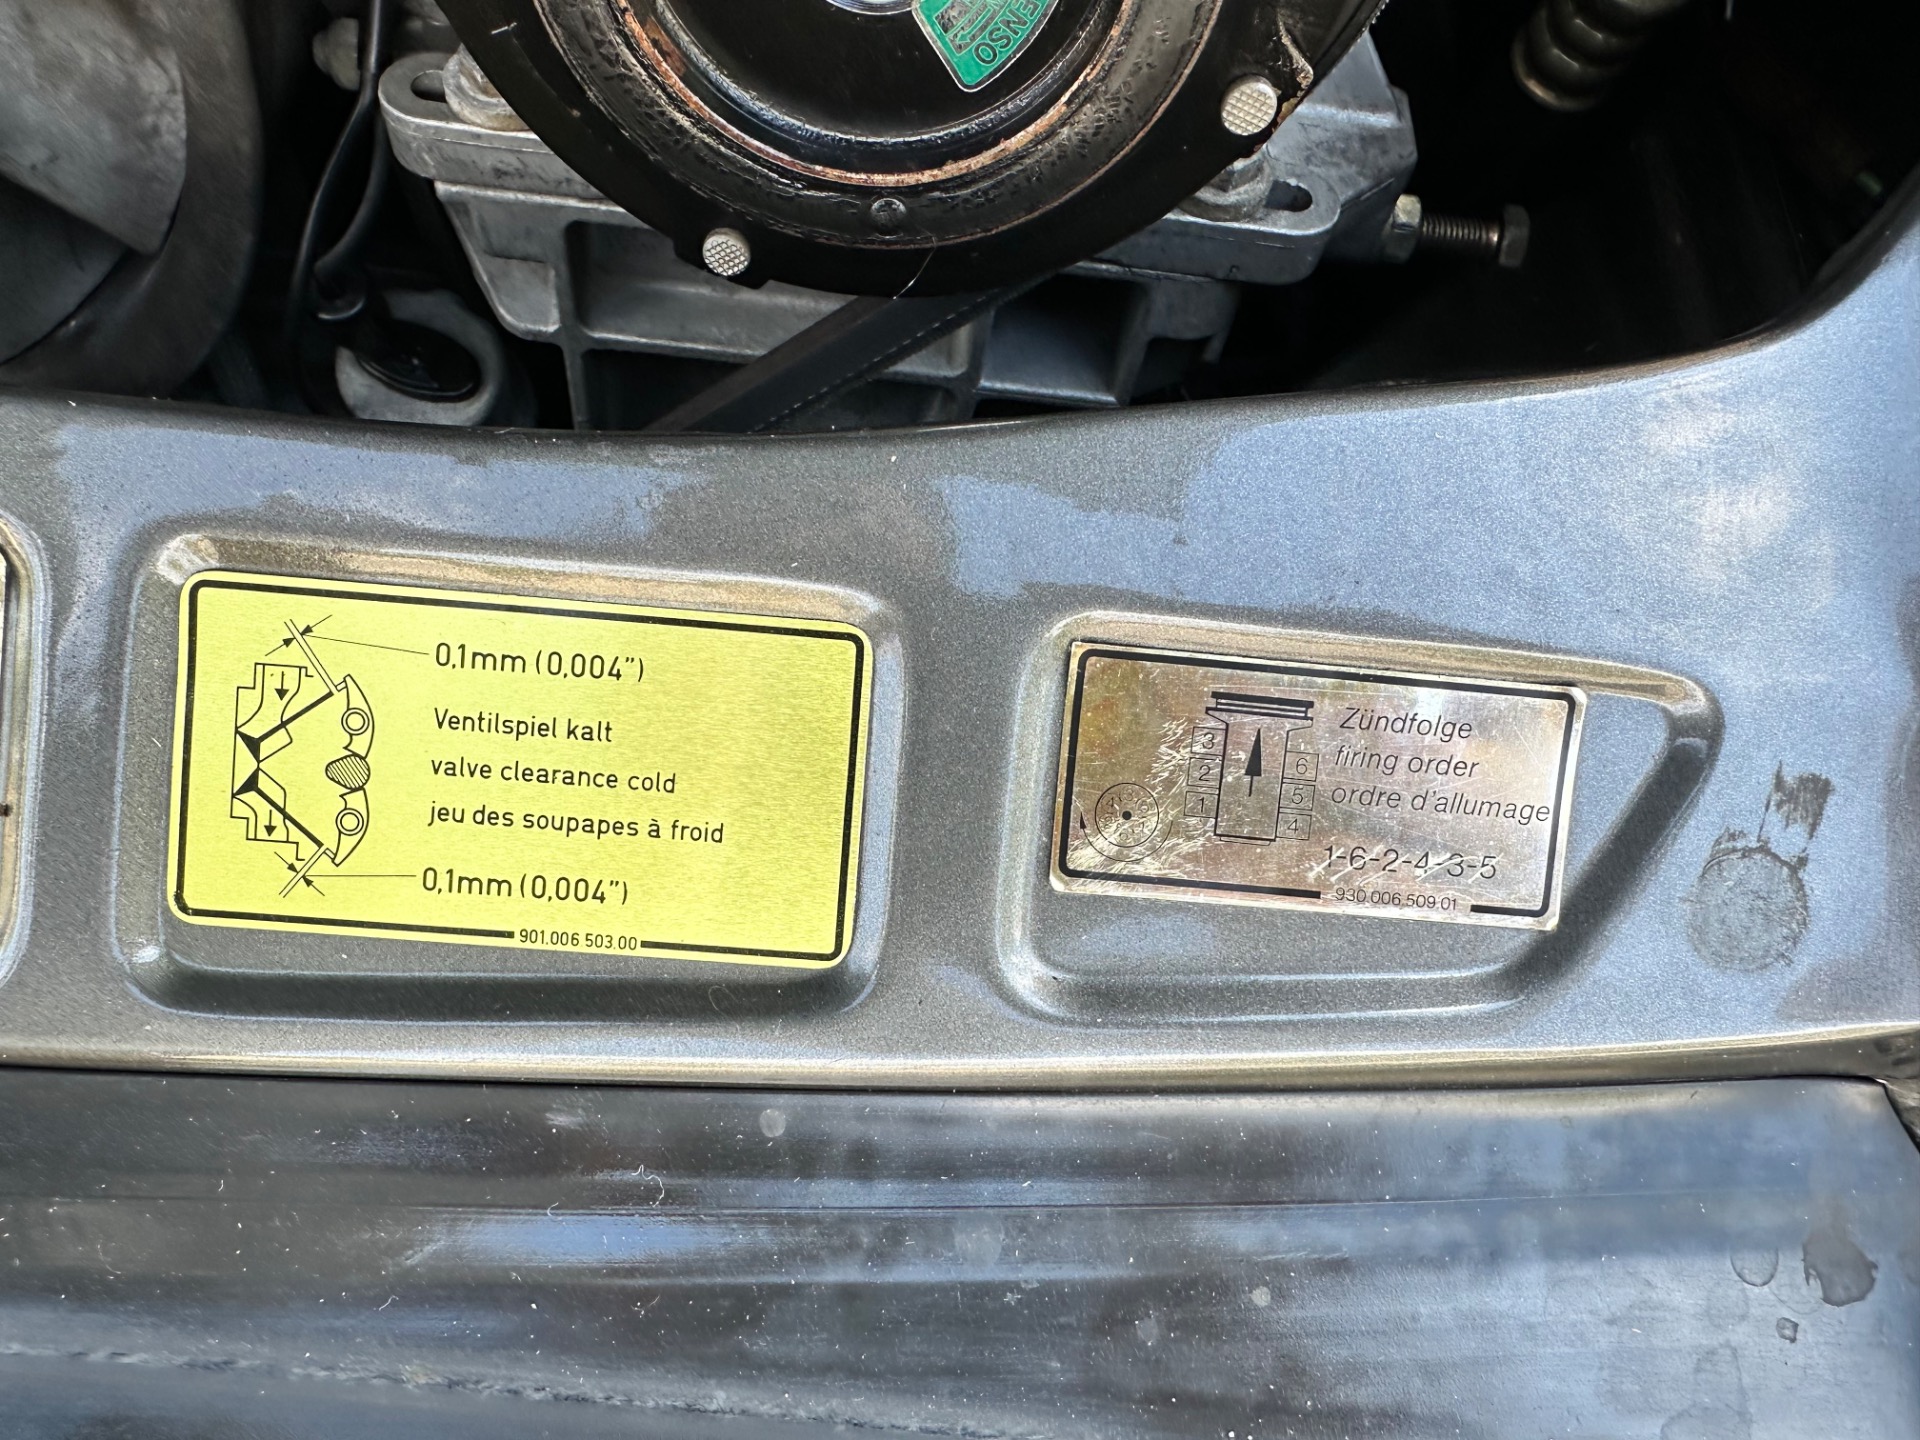 ENSO
0,1mm (0,004")
Ventilspiel kalt
valve clearance cold
jeu des soupapes à froid
0,1mm (0,004")
901.006.503.00
3
2
1
6
5
4
Zündfolge
firing order
ordre d'allumage
1-6-2-4-3-5
930.006.509.01